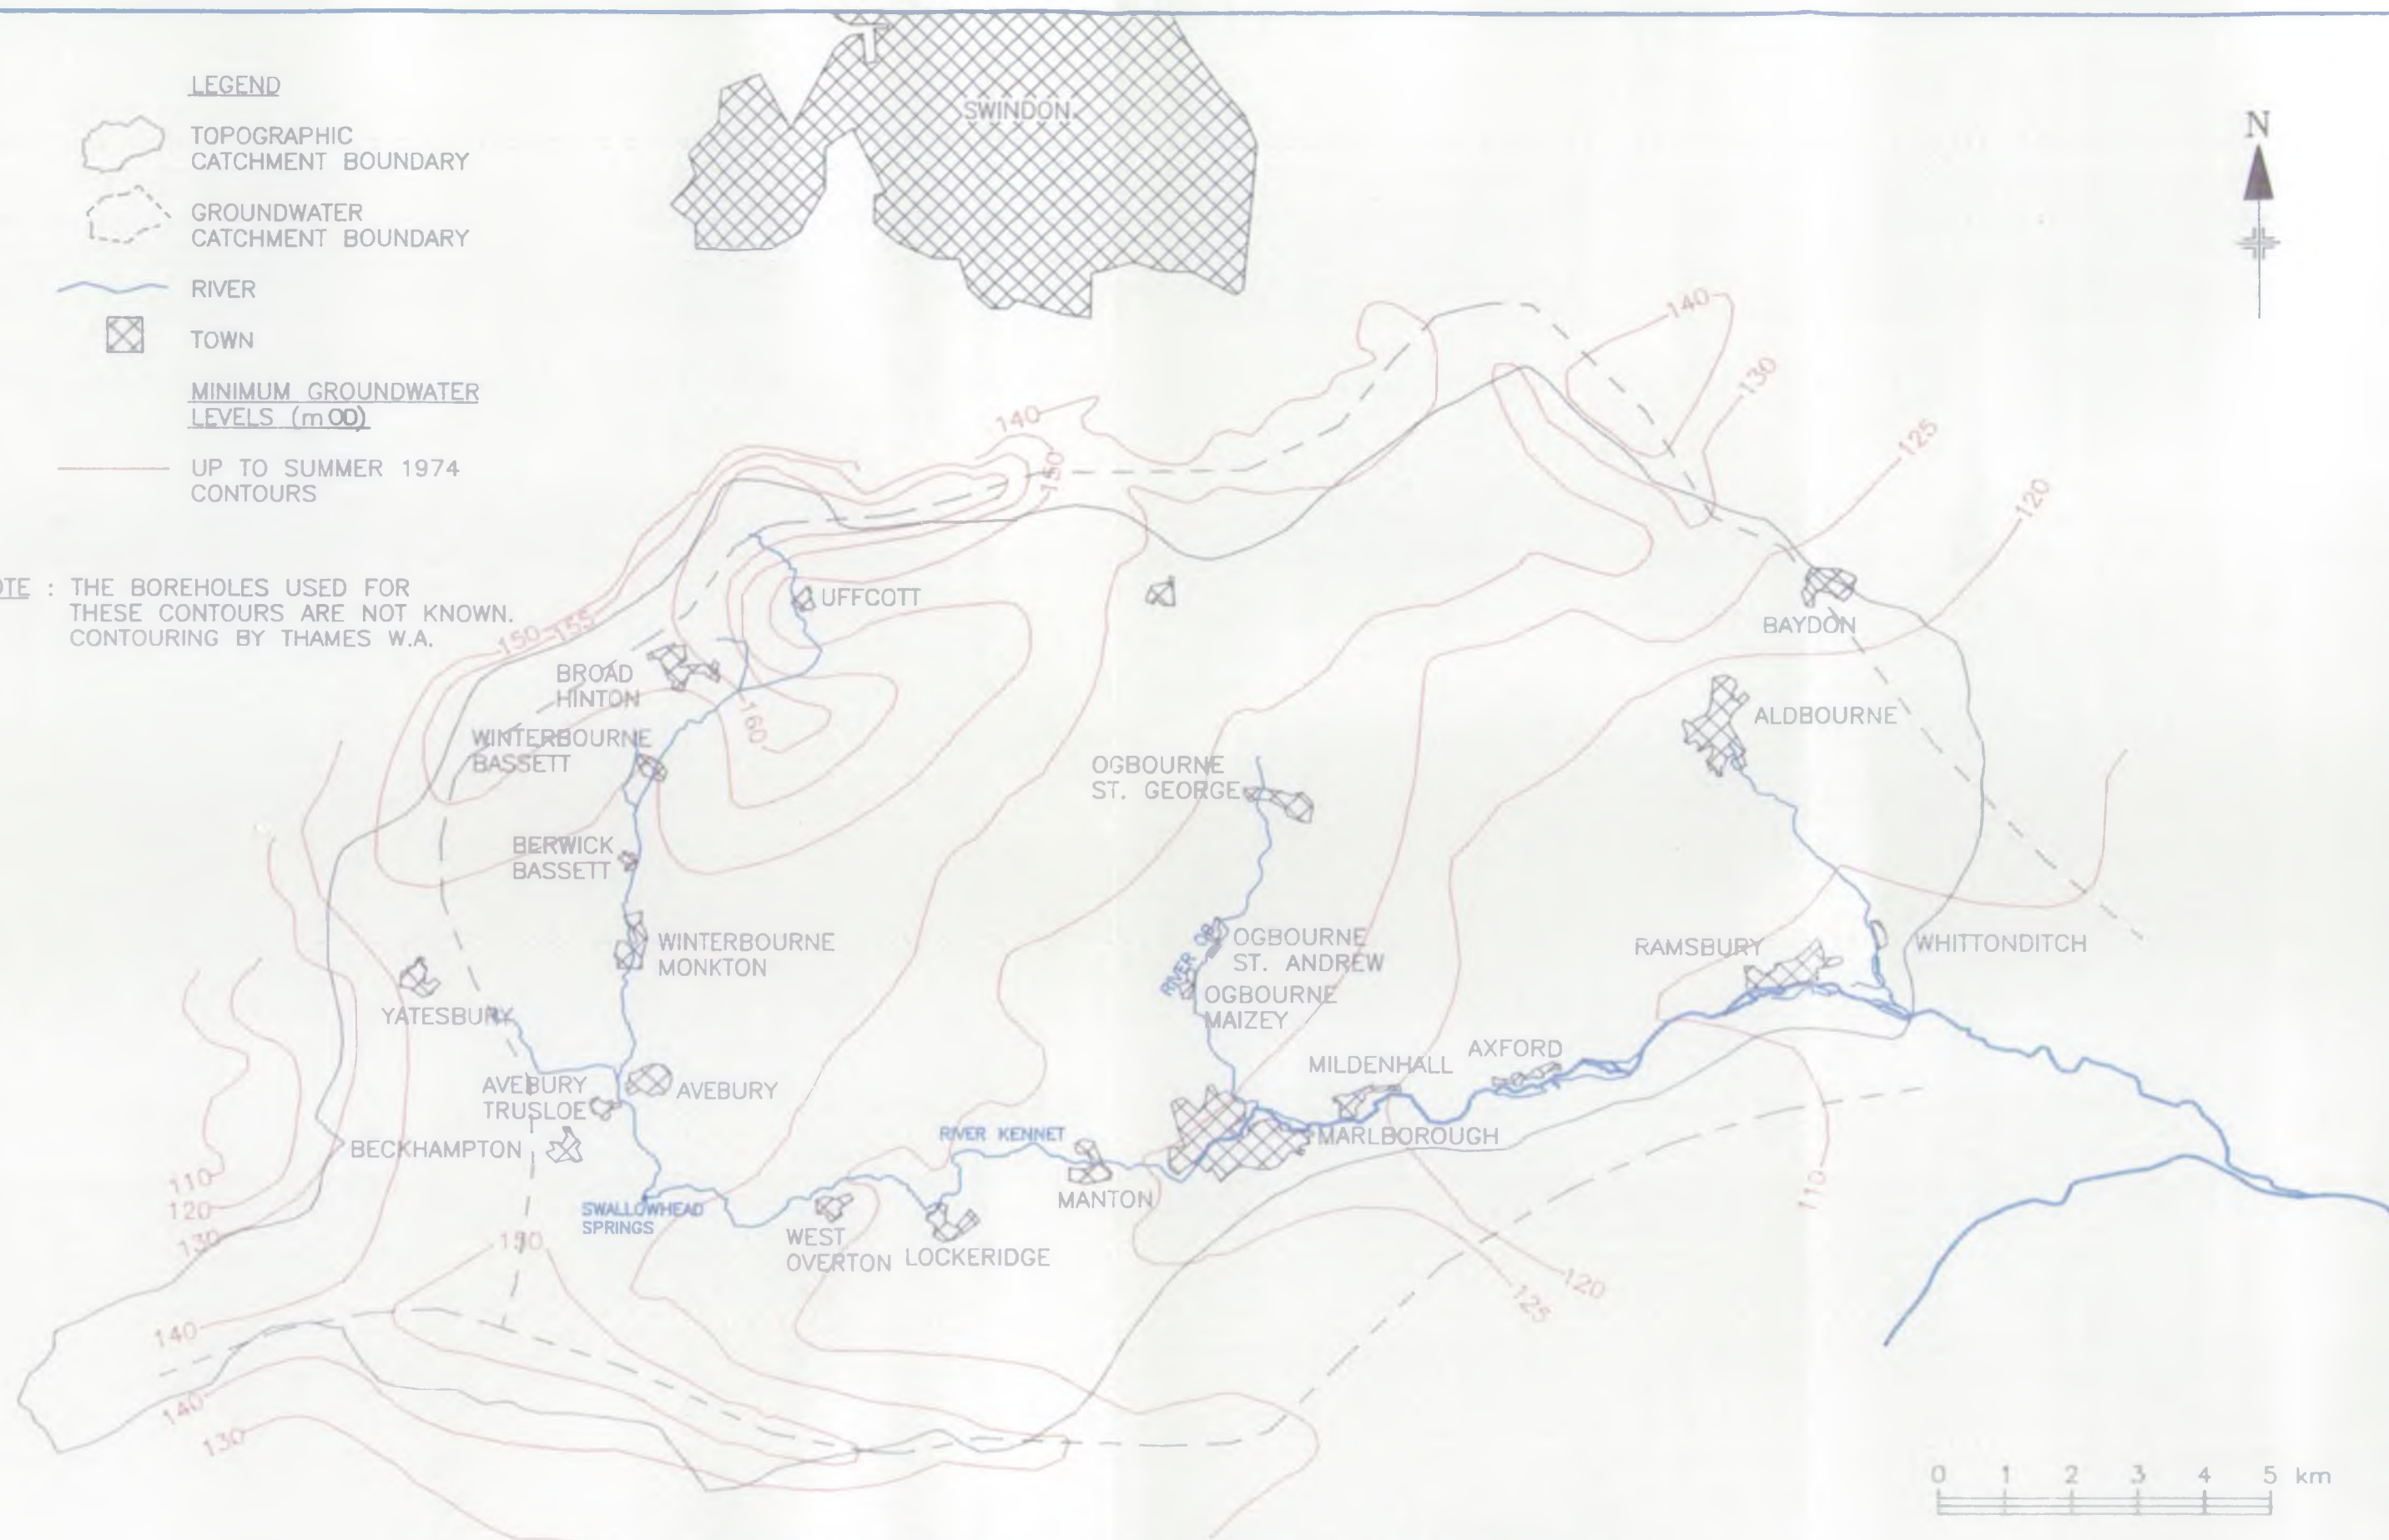 LEGEND
TOPOGRAPHIC
CATCHMENT BOUNDARY
GROUNDWATER
CATCHMENT BOUNDARY
RIVER
TOWN
MINIMUM GROUNDWATER
LEVELS (mOD)
UP TO SUMMER 1974
CONTOURS
OTE : THE BOREHOLES USED FOR
THESE CONTOURS ARE NOT KNOWN.
CONTOURING BY THAMES W.A.
SWINDON
N
140
130
125
120
140
150
150
155
160
UFFCOTT
BROAD
HINTON
WINTERBOURNE
BASSETT
BERWICK
BASSETT
WINTERBOURNE
MONKTON
YATESBURY
AVEBURY
TRUSLOE
AVEBURY
BECKHAMPTON
SWALLOWHEAD
SPRINGS
WEST
OVERTON
LOCKERIDGE
RIVER KENNET
MANTON
MARLBOROUGH
MILDENHALL
AXFORD
OGBOURNE
ST. GEORGE
RIVER OG
OGBOURNE
ST. ANDREW
OGBOURNE
MAIZEY
BAYDON
ALDBOURNE
RAMSBURY
WHITTONDITCH
110
120
130
140
140
130
150
120
125
110
0 1 2 3 4 5 km